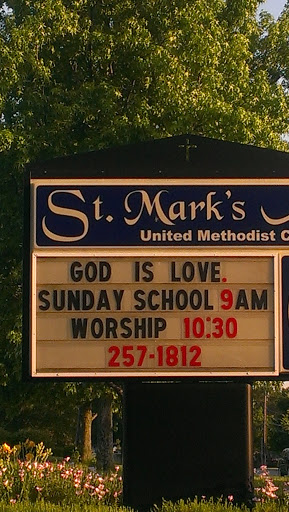 St. Mark's
United Methodist C
GOD IS LOVE.
SUNDAY SCHOOL 9AM
WORSHIP 10:30
257-1812